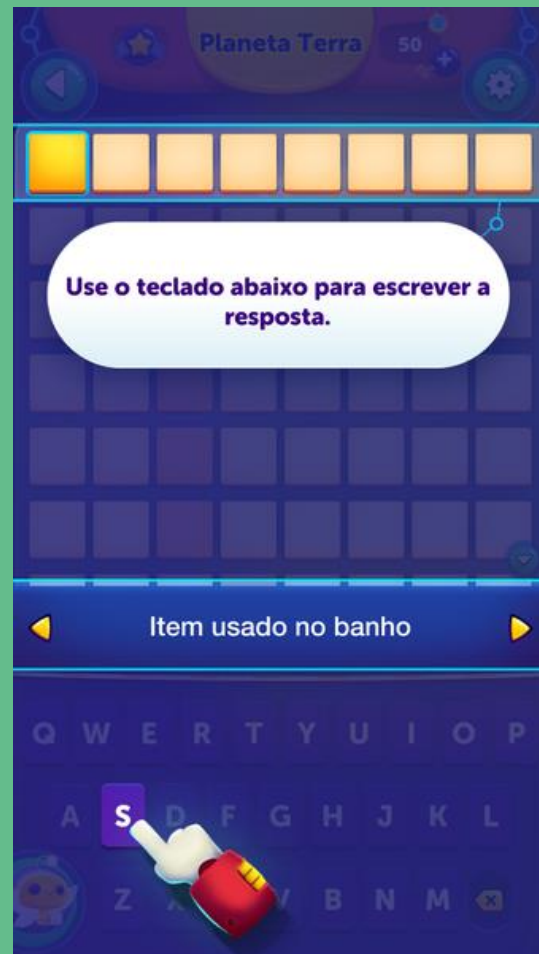 Planeta Terra 50
Use o teclado abaixo para escrever a
resposta.
Item usado no banho
Q W E R T Y U I O P
A S D F G H J K L
Z X V B N M